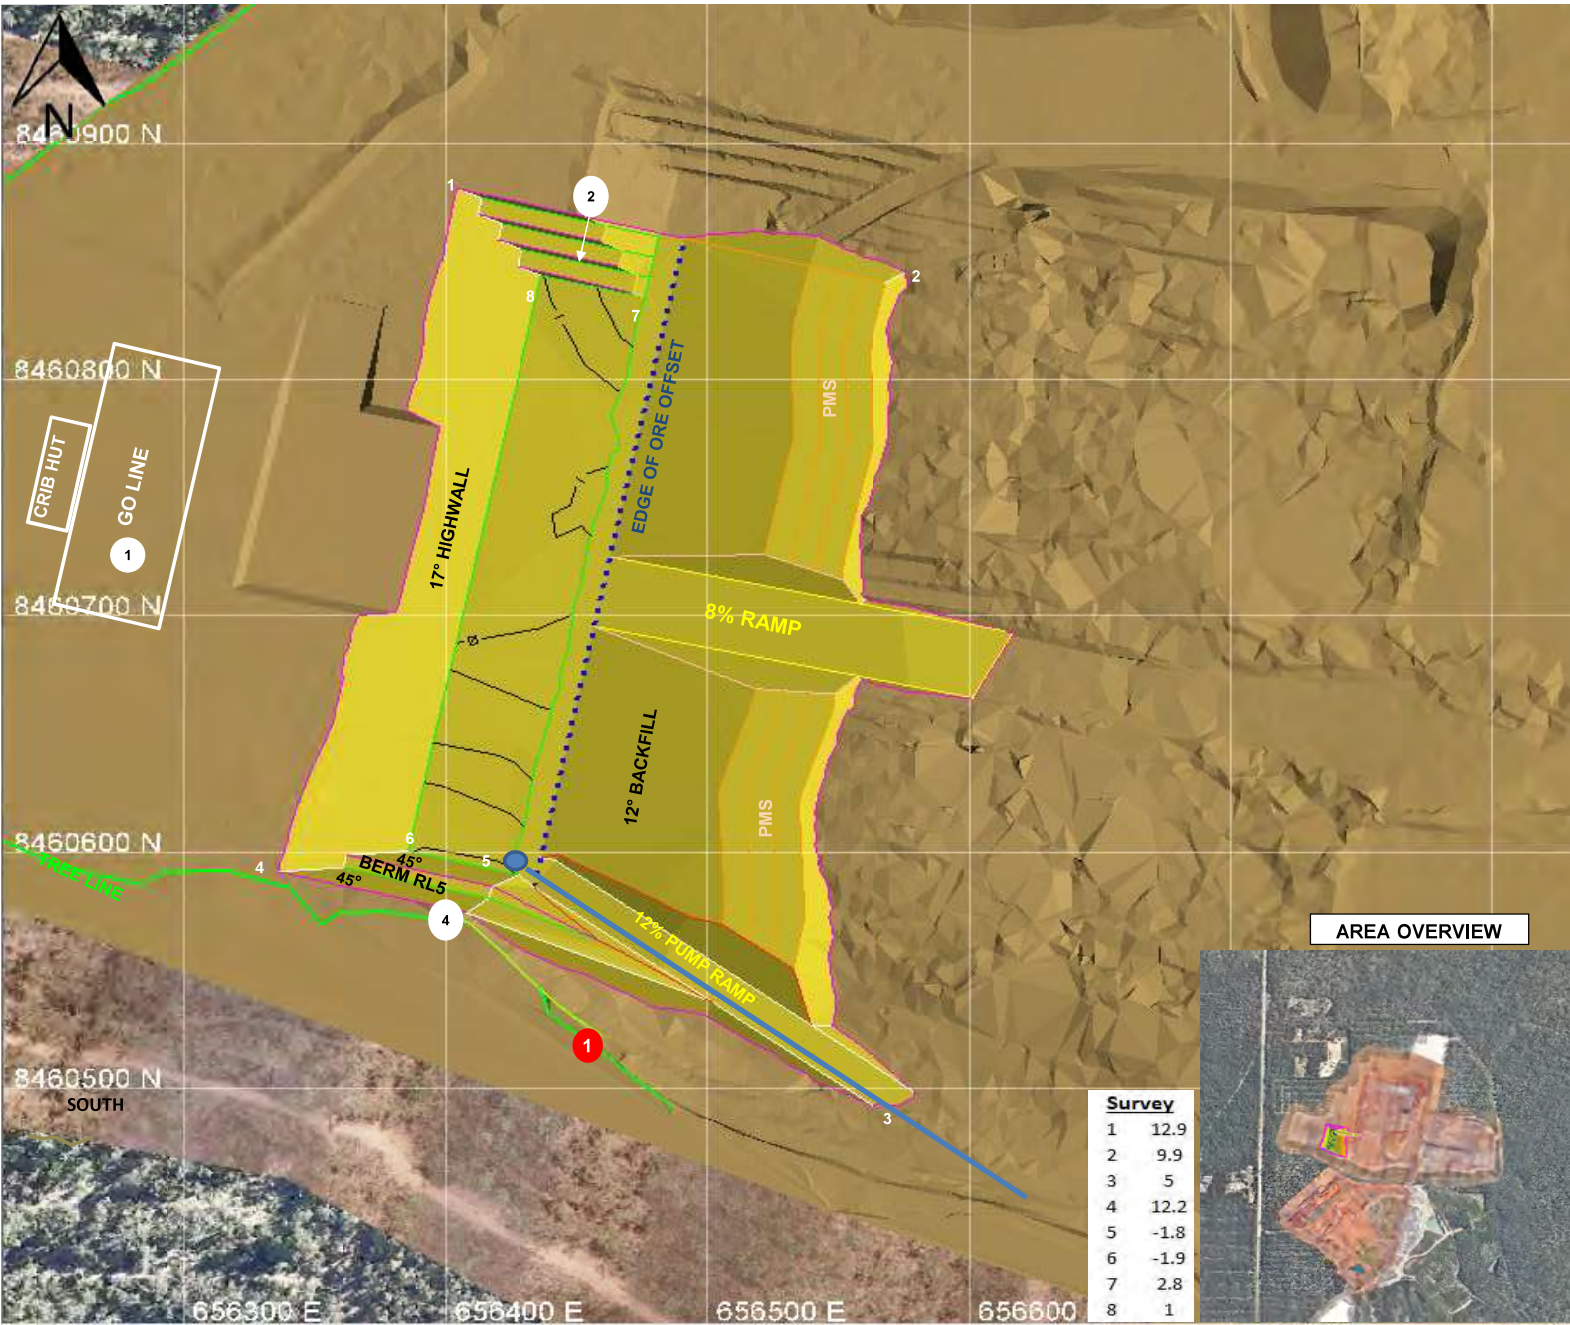 N
8460900 N
1
2
2
8
7
8460800 N
EDGE OF ORE OFFSET
PMS
CRIB HUT
GO LINE
1
17° HIGHWALL
8460700 N
8% RAMP
12° BACKFILL
PMS
8460600 N
TREE LINE
4
6
45°
5
BERM RL5
45°
4
12% PUMP RAMP
1
AREA OVERVIEW
8460500 N
SOUTH
3
Survey
1 12.9
2 9.9
3 5
4 12.2
5 -1.8
6 -1.9
7 2.8
8 1
656300 E
656400 E
656500 E
656600